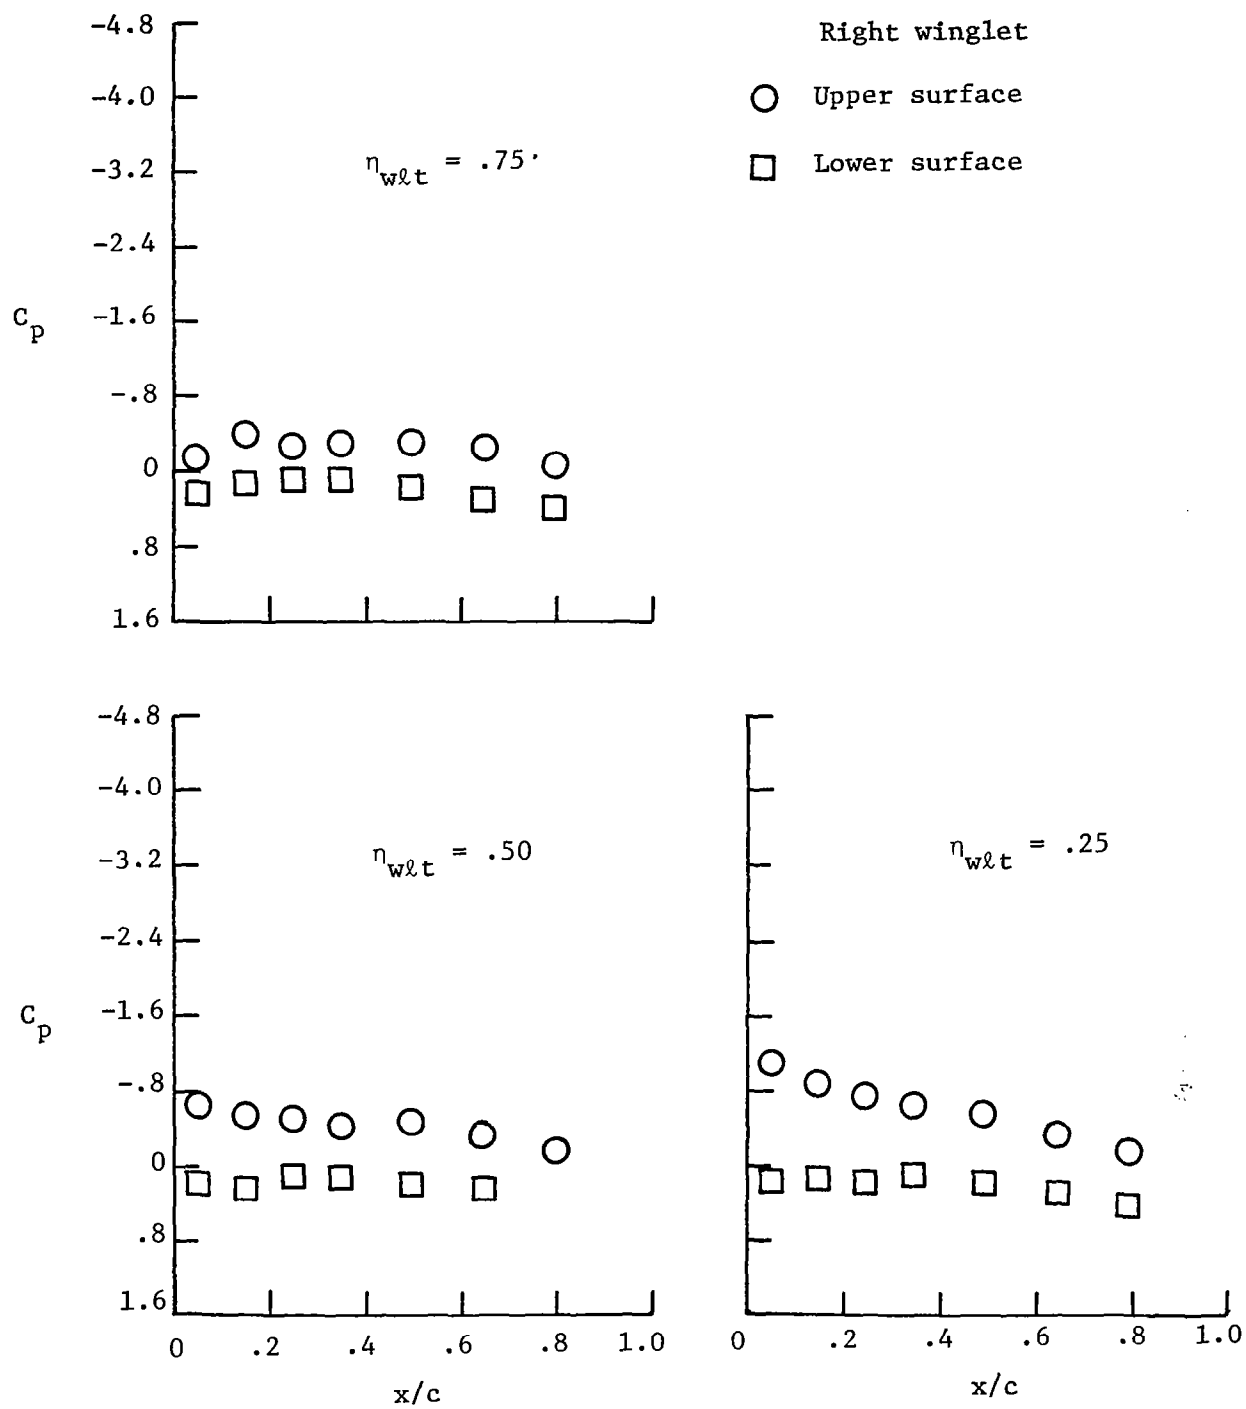 Right winglet
Upper surface
Lower surface
-4.8
-4.0
-3.2
-2.4
-1.6
-.8
0
.8
1.6
C_p
η_wℓt = .75
-4.8
-4.0
-3.2
-2.4
-1.6
-.8
0
.8
1.6
C_p
η_wℓt = .50
0 .2 .4 .6 .8 1.0
x/c
η_wℓt = .25
0 .2 .4 .6 .8 1.0
x/c